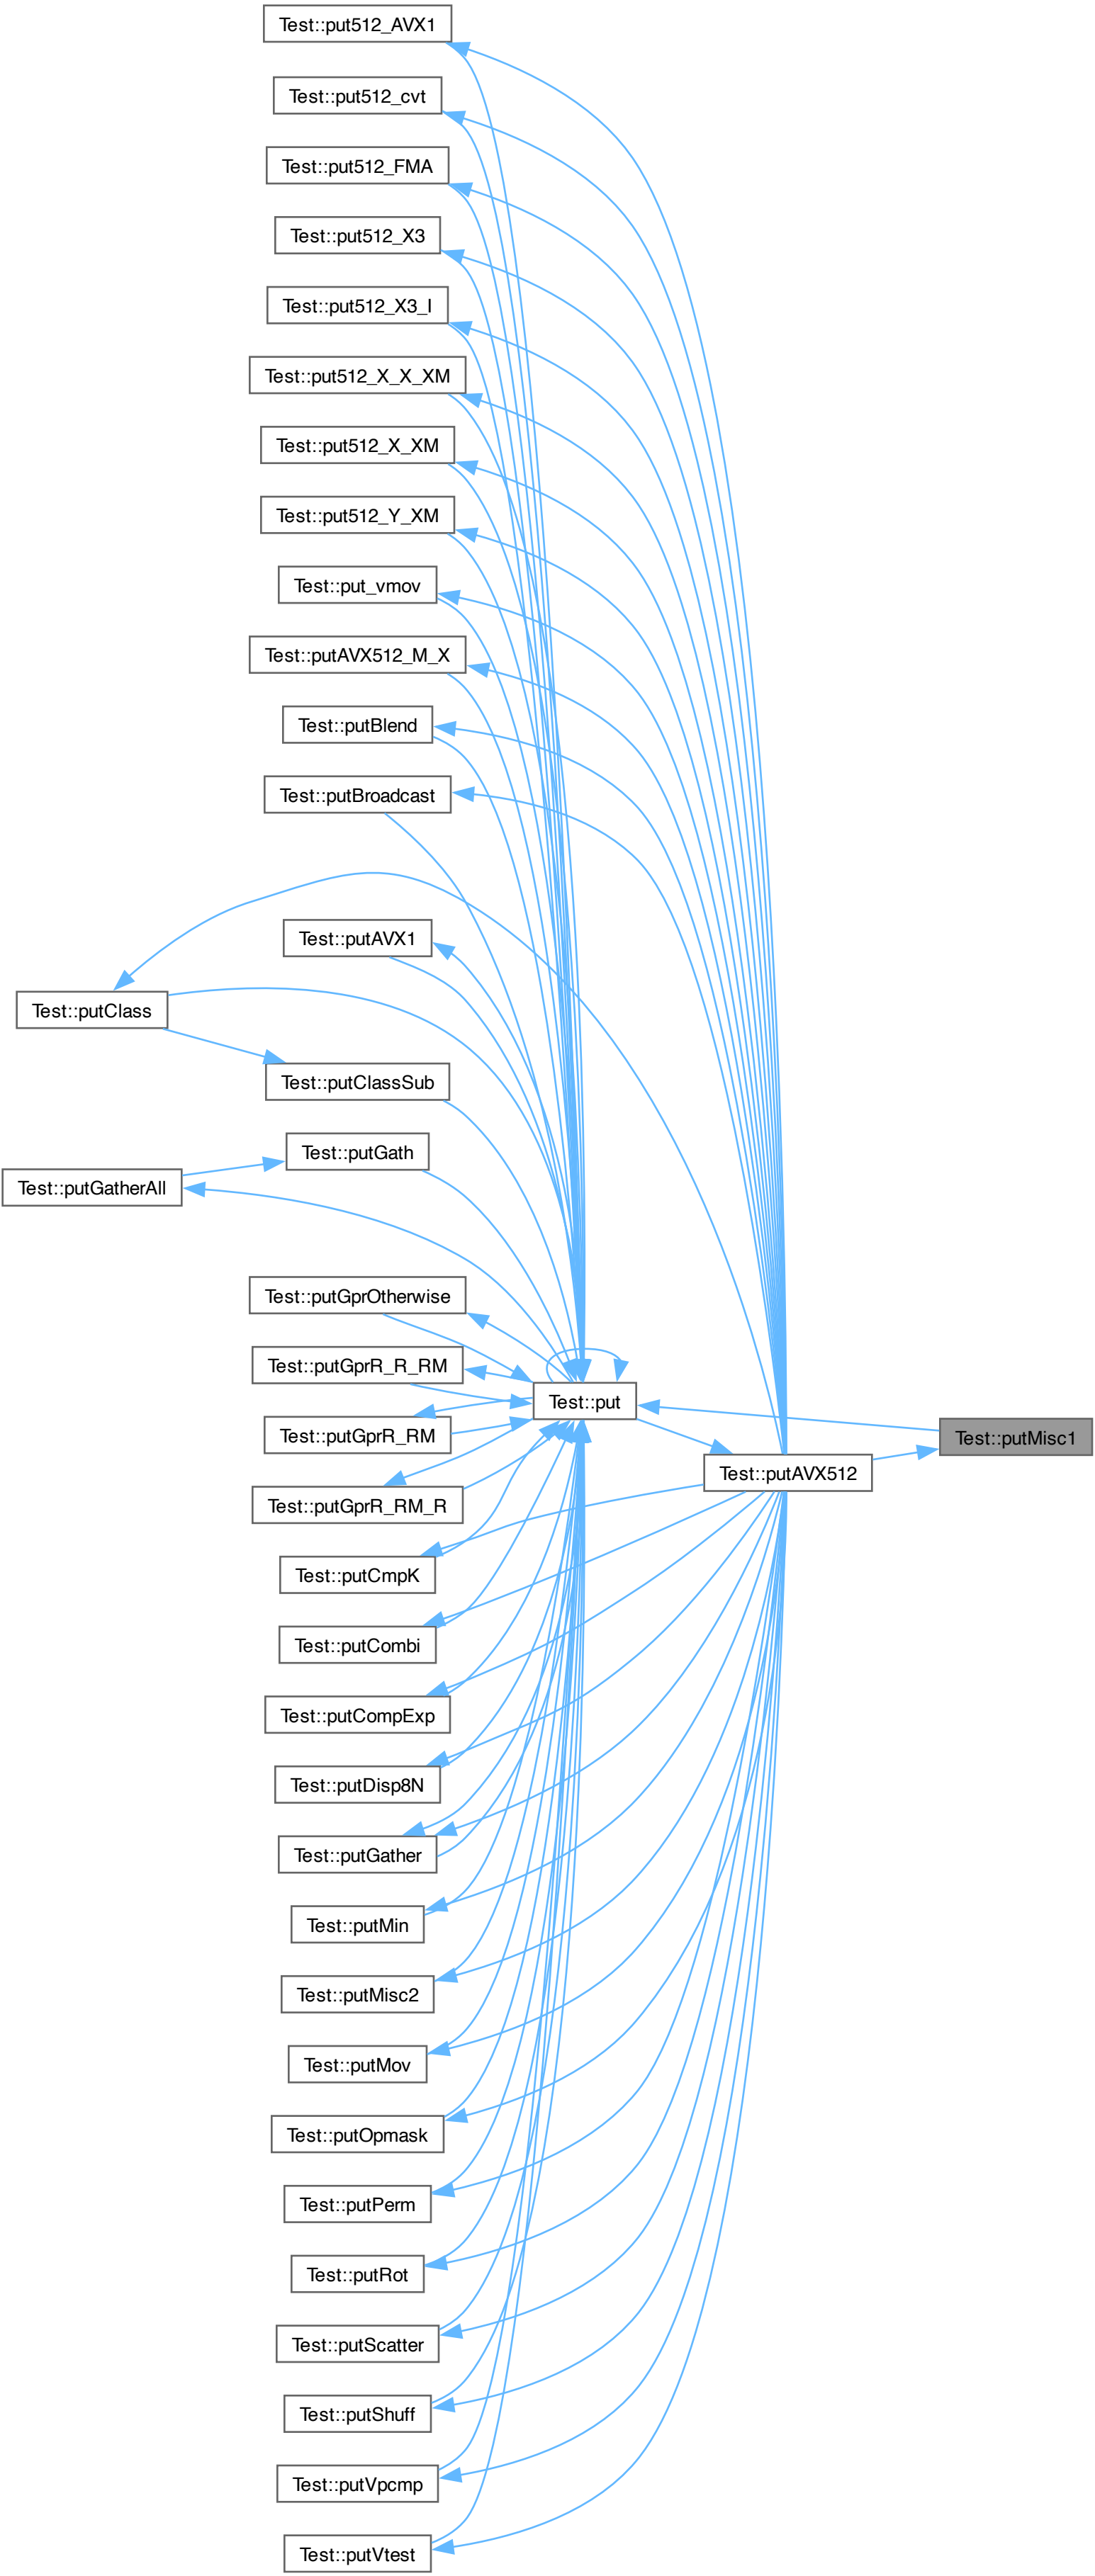 Test::put512_AVX1
Test::put512_cvt
Test::put512_FMA
Test::put512_X3
Test::put512_X3_I
Test::put512_X_X_XM
Test::put512_X_XM
Test::put512_Y_XM
Test::put_vmov
Test::putAVX512_M_X
Test::putBlend
Test::putBroadcast
Test::putAVX1
Test::putClass
Test::putClassSub
Test::putGath
Test::putGatherAll
Test::putGprOtherwise
Test::putGprR_R_RM
Test::put
Test::putGprR_RM
Test::putMisc1
Test::putAVX512
Test::putGprR_RM_R
Test::putCmpK
Test::putCombi
Test::putCompExp
Test::putDisp8N
Test::putGather
Test::putMin
Test::putMisc2
Test::putMov
Test::putOpmask
Test::putPerm
Test::putRot
Test::putScatter
Test::putShuff
Test::putVpcmp
Test::putVtest